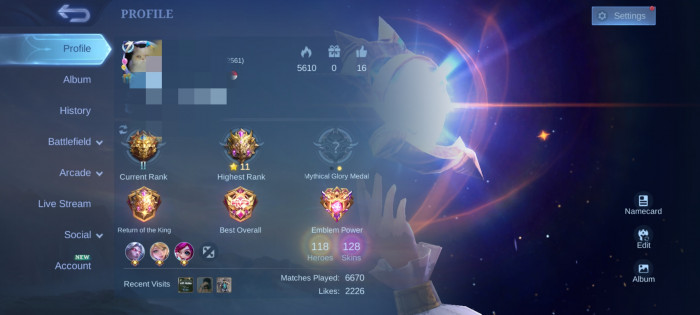 PROFILE
Settings
Profile
Album
History
Battlefield
Arcade
Live Stream
Social
NEW
Account
5561)
5610 0 16
II
Current Rank
11
Highest Rank
Mythical Glory Medal
Return of the King
Best Overall
Emblem Power
118
Heroes
128
Skins
Recent Visits
Matches Played: 6670
Likes: 2226
Namecard
Edit
Album